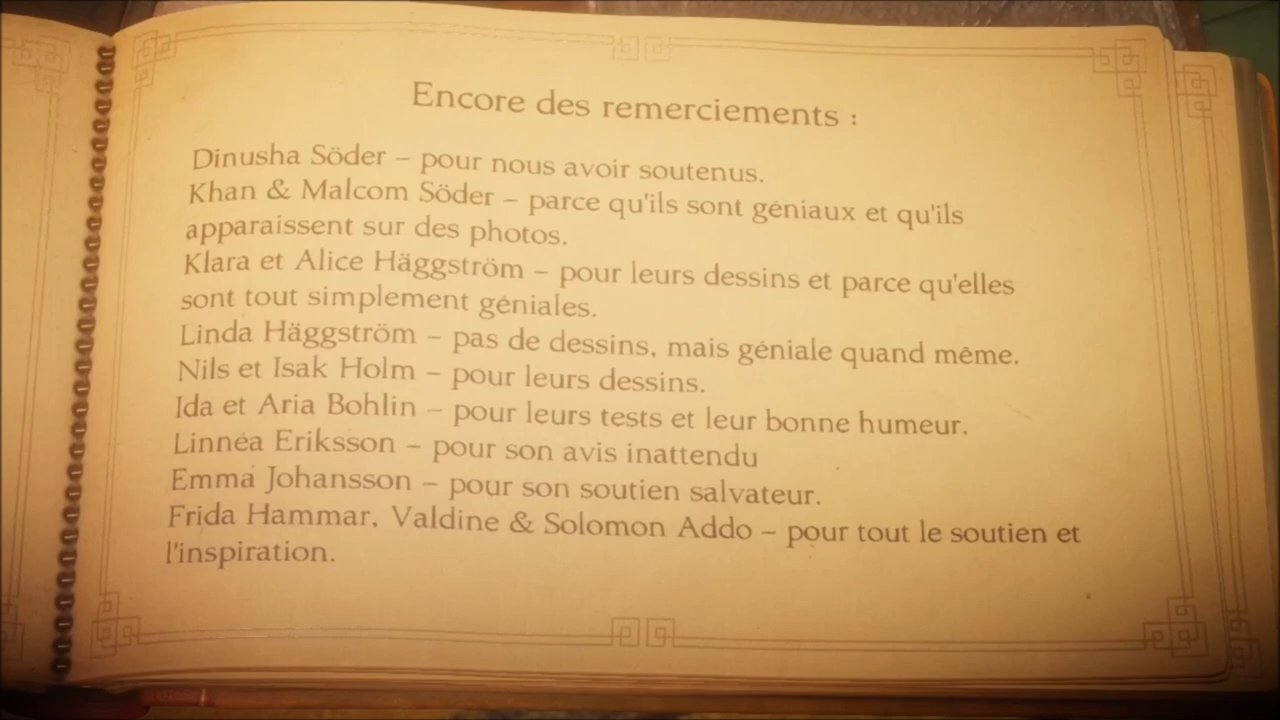 Encore des remerciements :
Dinusha Söder – pour nous avoir soutenus.
Khan & Malcom Söder – parce qu'ils sont géniaux et qu'ils
apparaissent sur des photos.
Klara et Alice Häggström – pour leurs dessins et parce qu'elles
sont tout simplement géniales.
Linda Häggström – pas de dessins, mais géniale quand même.
Nils et Isak Holm – pour leurs dessins.
Ida et Aria Bohlin – pour leurs tests et leur bonne humeur.
Linnéa Eriksson – pour son avis inattendu
Emma Johansson – pour son soutien salvateur.
Frida Hammar, Valdine & Solomon Addo – pour tout le soutien et
l'inspiration.